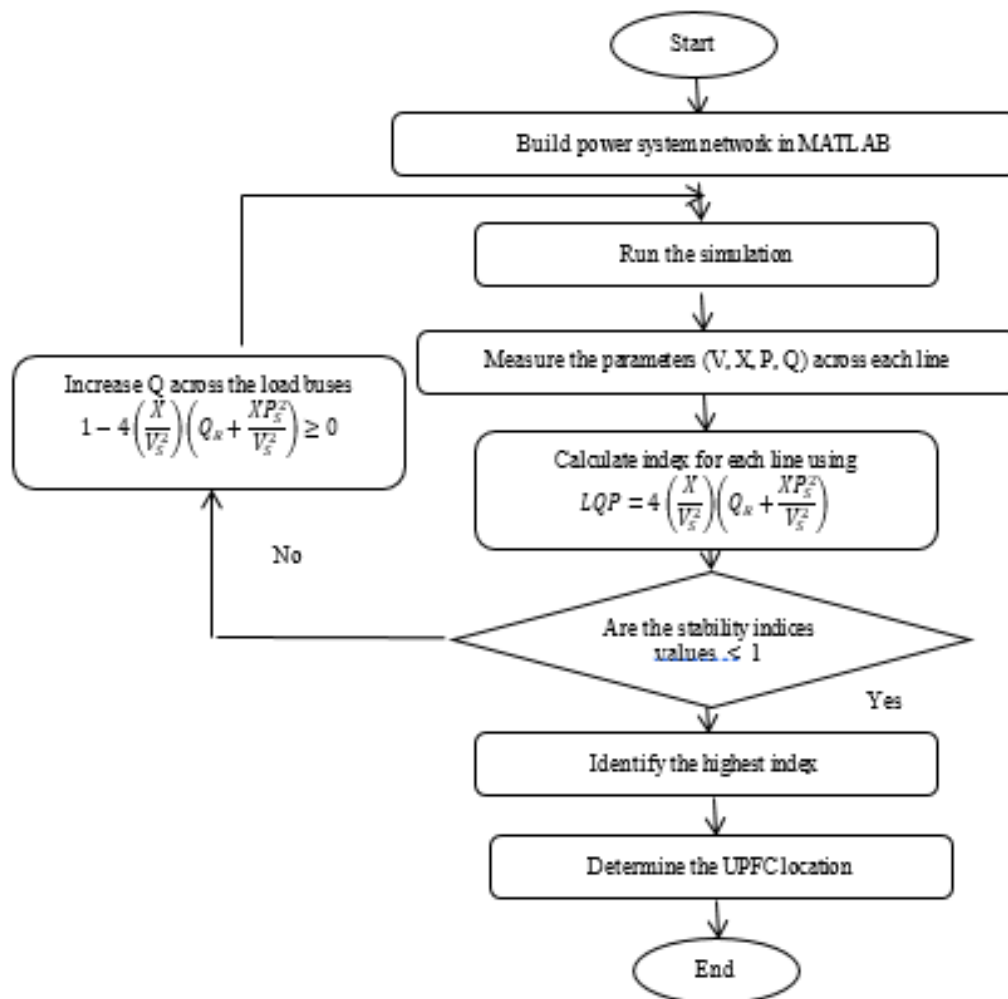 Start
Build power system network in MATLAB
Run the simulation
Measure the parameters (V, X, P, Q) across each line
Increase Q across the load buses
1 − 4 (X/V_S^2)(Q_R + XP_S^2/V_S^2) ≥ 0
Calculate index for each line using
LQP = 4 (X/V_S^2)(Q_R + XP_S^2/V_S^2)
No
Are the stability indices
values < 1
Yes
Identify the highest index
Determine the UPFC location
End